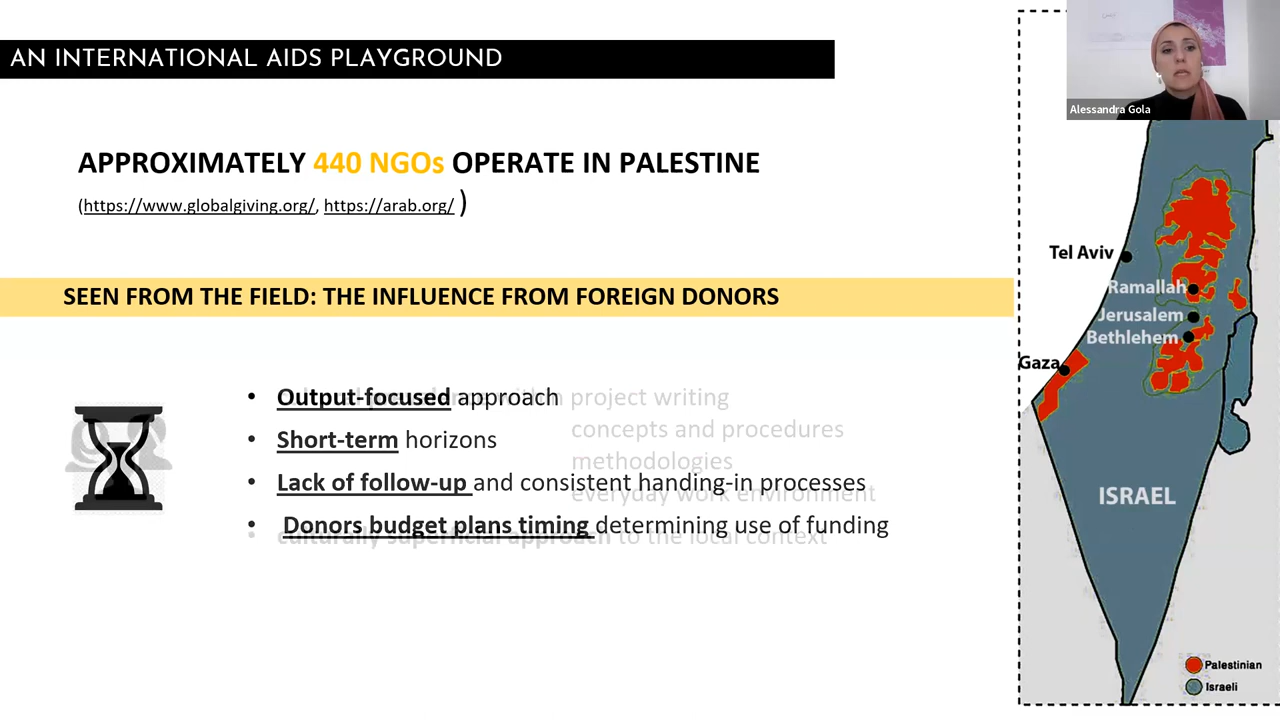 AN INTERNATIONAL AIDS PLAYGROUND
Alessandra Gola
APPROXIMATELY 440 NGOs OPERATE IN PALESTINE
(https://www.globalgiving.org/, https://arab.org/ )
SEEN FROM THE FIELD: THE INFLUENCE FROM FOREIGN DONORS
• Output-focused approach
• Short-term horizons
• Lack of follow-up and consistent handing-in processes
• Donors budget plans timing determining use of funding
project writing
concepts and procedures
methodologies
everyday work environment
• culturally superficial approach to the local context
Tel Aviv
Ramallah
Jerusalem
Bethlehem
Gaza
ISRAEL
Palestinian
Israeli